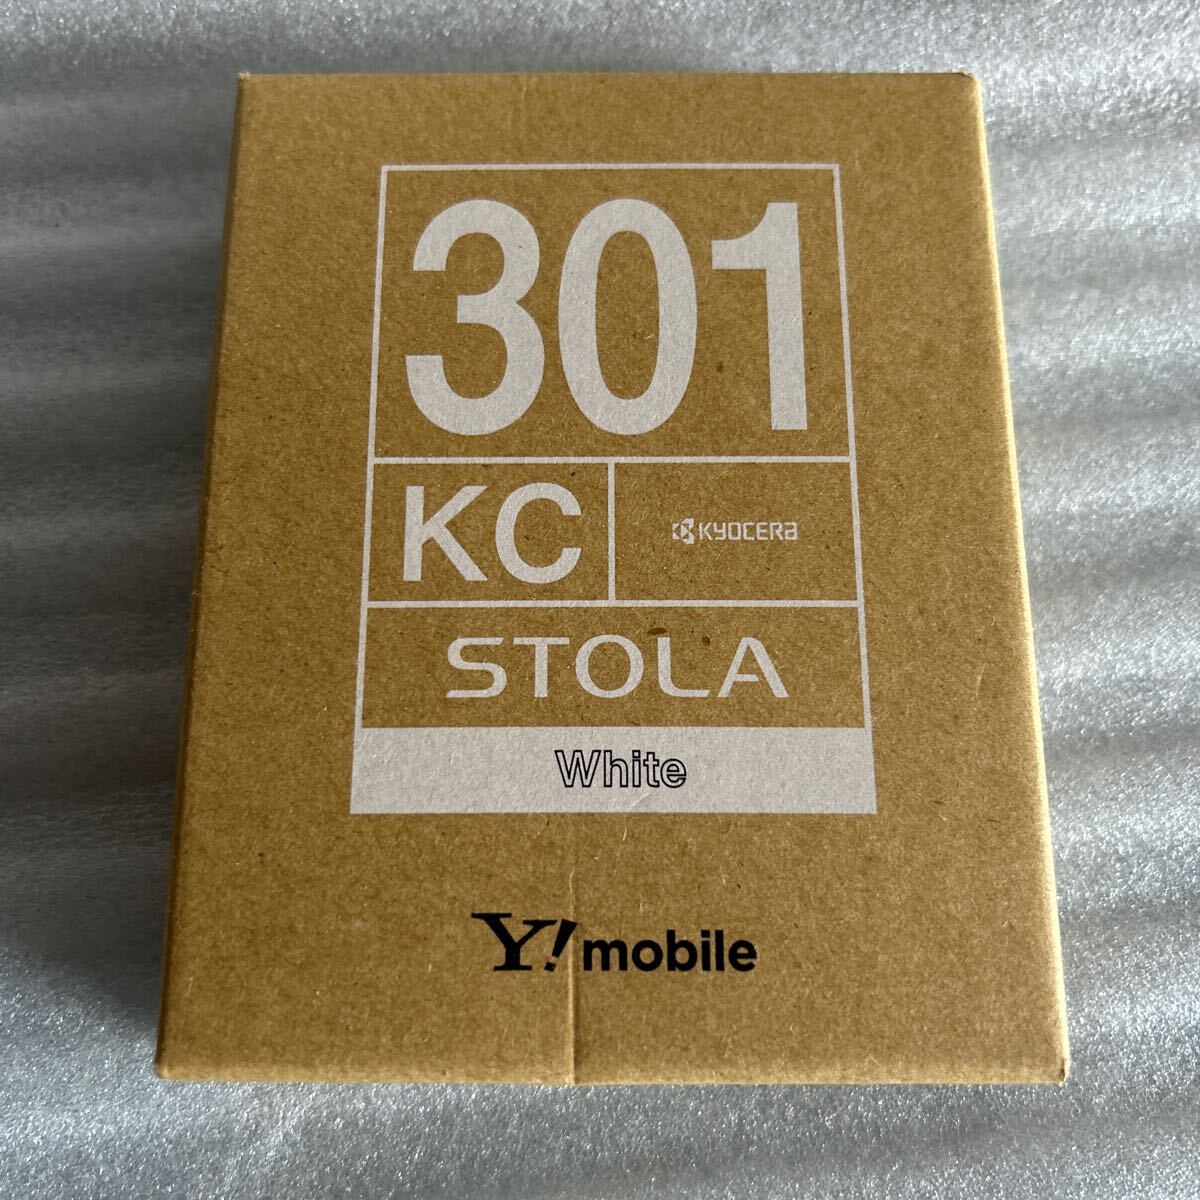 301
KC
KYOCERA
STOLA
White
Y!mobile